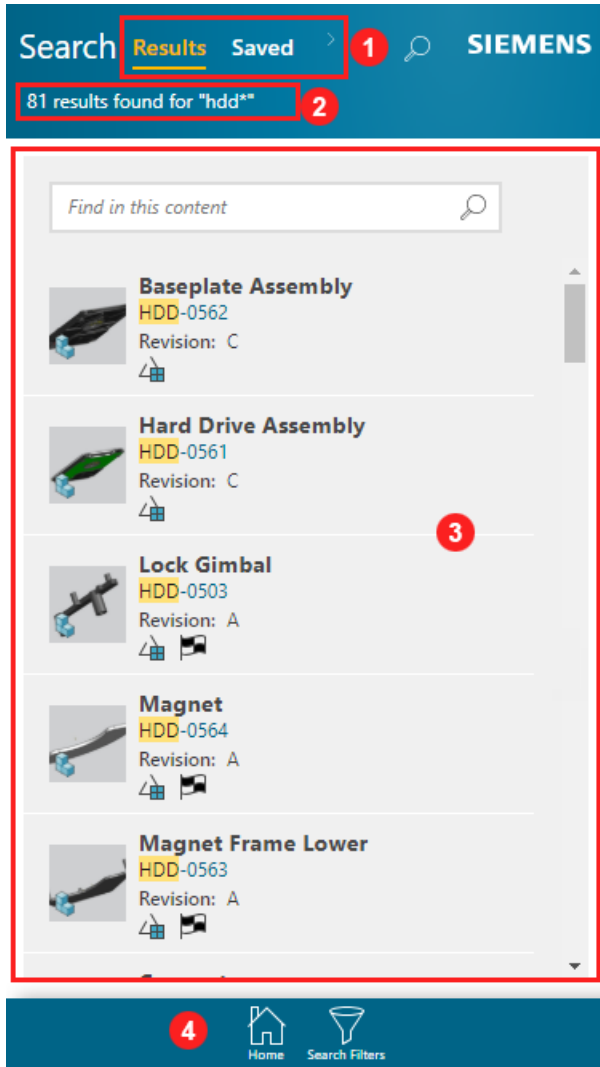 Search Results Saved 1 SIEMENS
81 results found for "hdd*" 2
Find in this content
Baseplate Assembly
HDD-0562
Revision: C
Hard Drive Assembly
HDD-0561
Revision: C
3
Lock Gimbal
HDD-0503
Revision: A
Magnet
HDD-0564
Revision: A
Magnet Frame Lower
HDD-0563
Revision: A
4
Home Search Filters